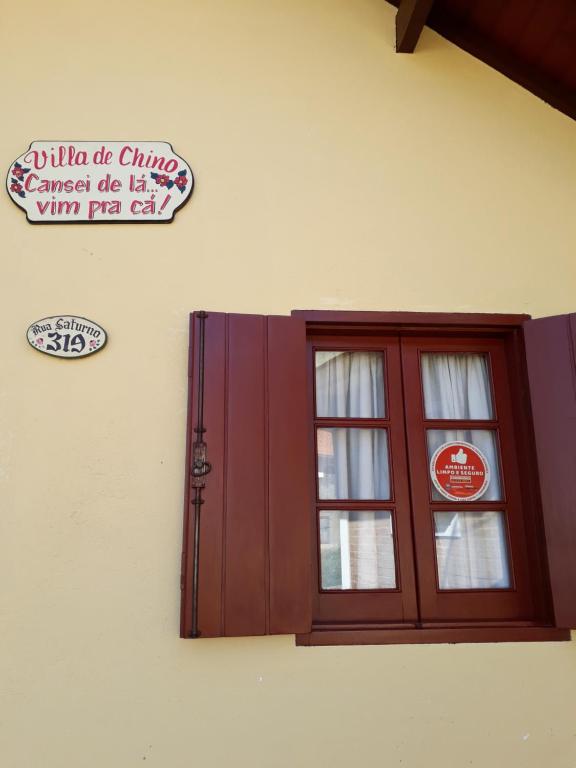 Villa de Chino
Cansei de lá...
vim pra cá!
Rua Saturno
319
AMBIENTE
LIMPO E SEGURO